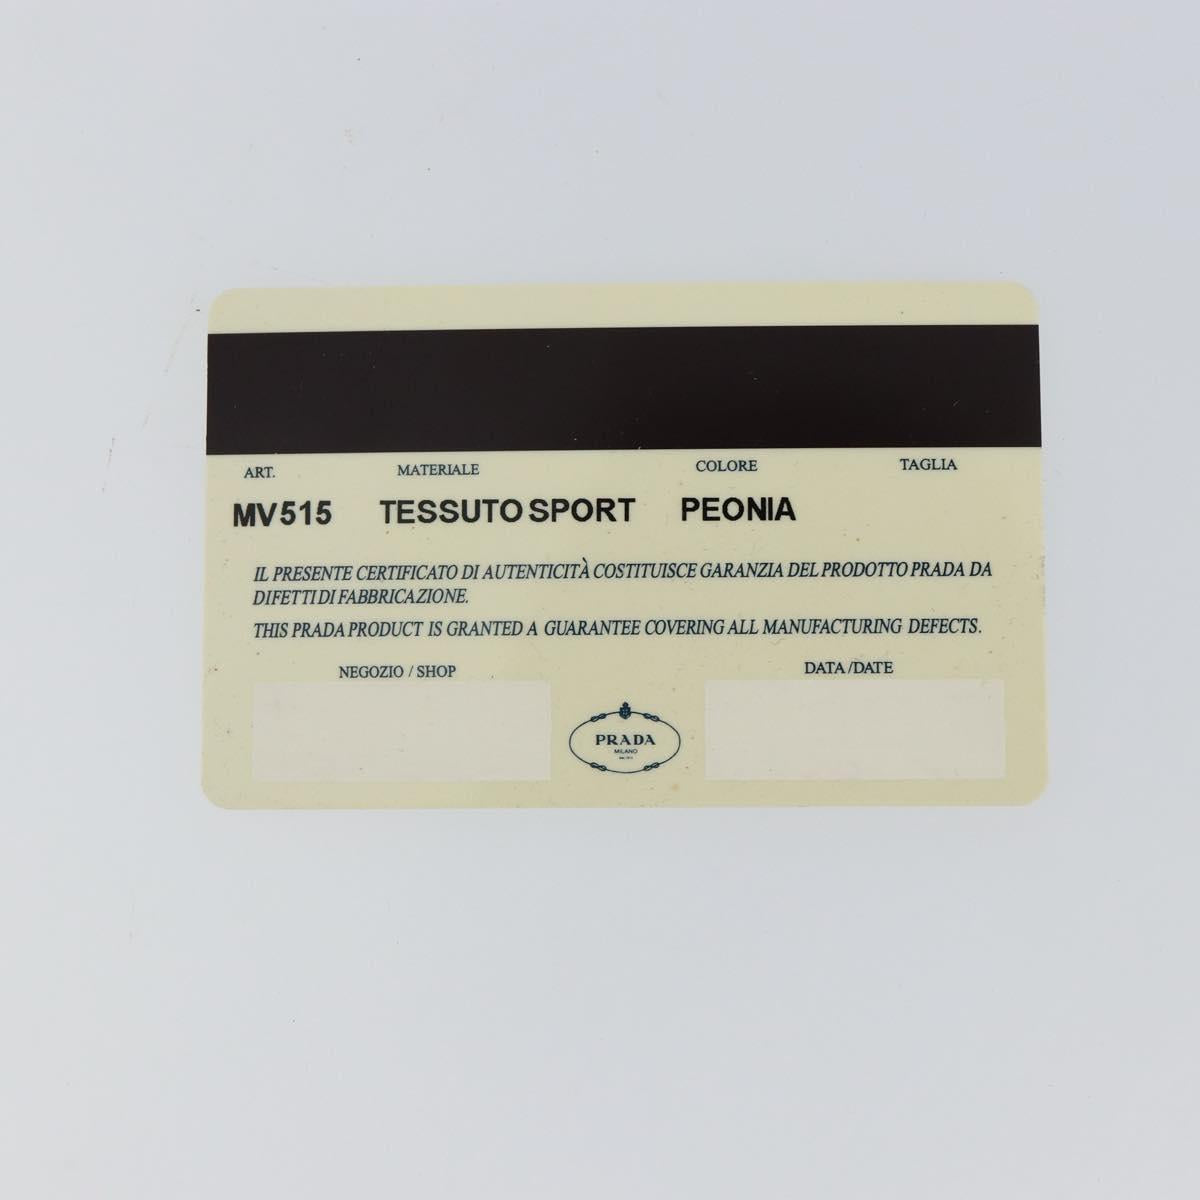 ART. MATERIALE COLORE TAGLIA
MV515 TESSUTO SPORT PEONIA
IL PRESENTE CERTIFICATO DI AUTENTICITÀ COSTITUISCE GARANZIA DEL PRODOTTO PRADA DA
DIFETTI DI FABBRICAZIONE.
THIS PRADA PRODUCT IS GRANTED A GUARANTEE COVERING ALL MANUFACTURING DEFECTS.
NEGOZIO / SHOP DATA /DATE
PRADA
MILANO